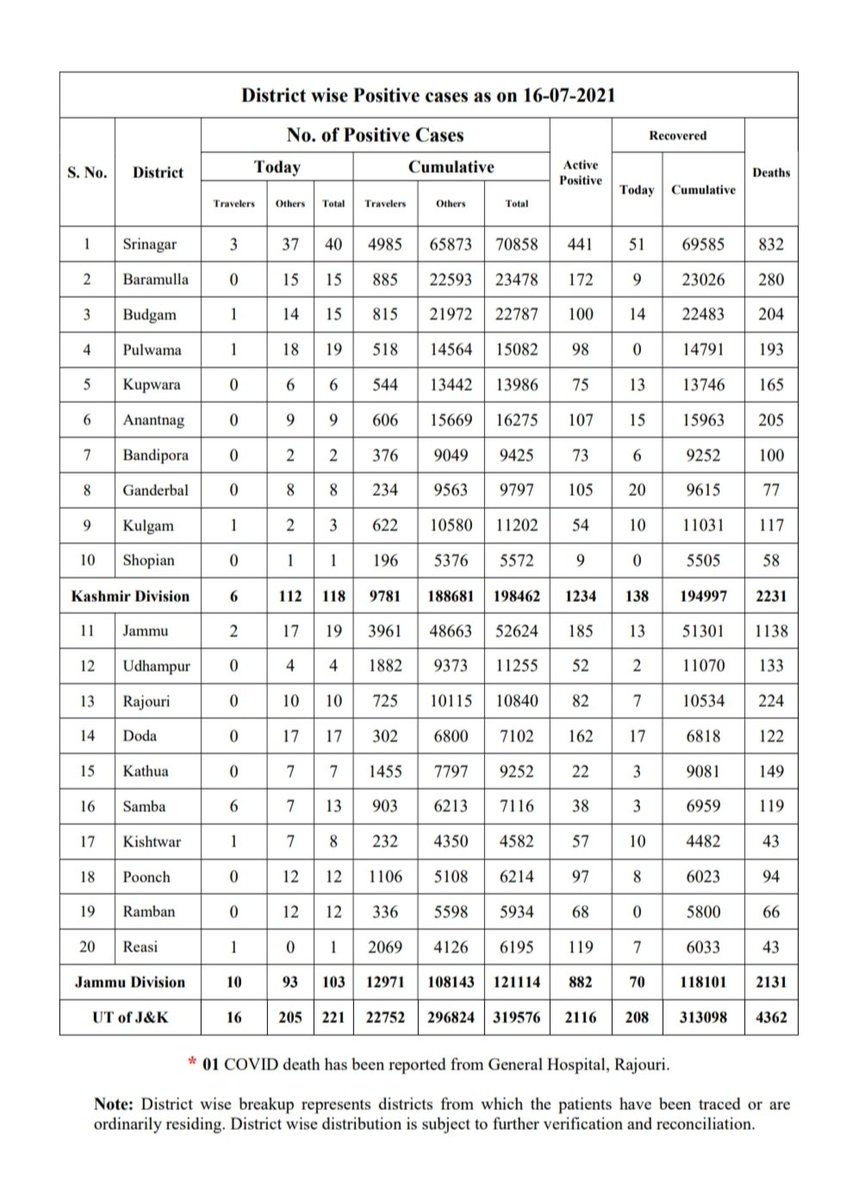 District wise Positive cases as on 16-07-2021
S. No. District No. of Positive Cases Active Positive Recovered Deaths
Today Cumulative Today Cumulative
Travelers Others Total Travelers Others Total
1 Srinagar 3 37 40 4985 65873 70858 441 51 69585 832
2 Baramulla 0 15 15 885 22593 23478 172 9 23026 280
3 Budgam 1 14 15 815 21972 22787 100 14 22483 204
4 Pulwama 1 18 19 518 14564 15082 98 0 14791 193
5 Kupwara 0 6 6 544 13442 13986 75 13 13746 165
6 Anantnag 0 9 9 606 15669 16275 107 15 15963 205
7 Bandipora 0 2 2 376 9049 9425 73 6 9252 100
8 Ganderbal 0 8 8 234 9563 9797 105 20 9615 77
9 Kulgam 1 2 3 622 10580 11202 54 10 11031 117
10 Shopian 0 1 1 196 5376 5572 9 0 5505 58
Kashmir Division 6 112 118 9781 188681 198462 1234 138 194997 2231
11 Jammu 2 17 19 3961 48663 52624 185 13 51301 1138
12 Udhampur 0 4 4 1882 9373 11255 52 2 11070 133
13 Rajouri 0 10 10 725 10115 10840 82 7 10534 224
14 Doda 0 17 17 302 6800 7102 162 17 6818 122
15 Kathua 0 7 7 1455 7797 9252 22 3 9081 149
16 Samba 6 7 13 903 6213 7116 38 3 6959 119
17 Kishtwar 1 7 8 232 4350 4582 57 10 4482 43
18 Poonch 0 12 12 1106 5108 6214 97 8 6023 94
19 Ramban 0 12 12 336 5598 5934 68 0 5800 66
20 Reasi 1 0 1 2069 4126 6195 119 7 6033 43
Jammu Division 10 93 103 12971 108143 121114 882 70 118101 2131
UT of J&K 16 205 221 22752 296824 319576 2116 208 313098 4362
* 01 COVID death has been reported from General Hospital, Rajouri.
Note: District wise breakup represents districts from which the patients have been traced or are
ordinarily residing. District wise distribution is subject to further verification and reconciliation.